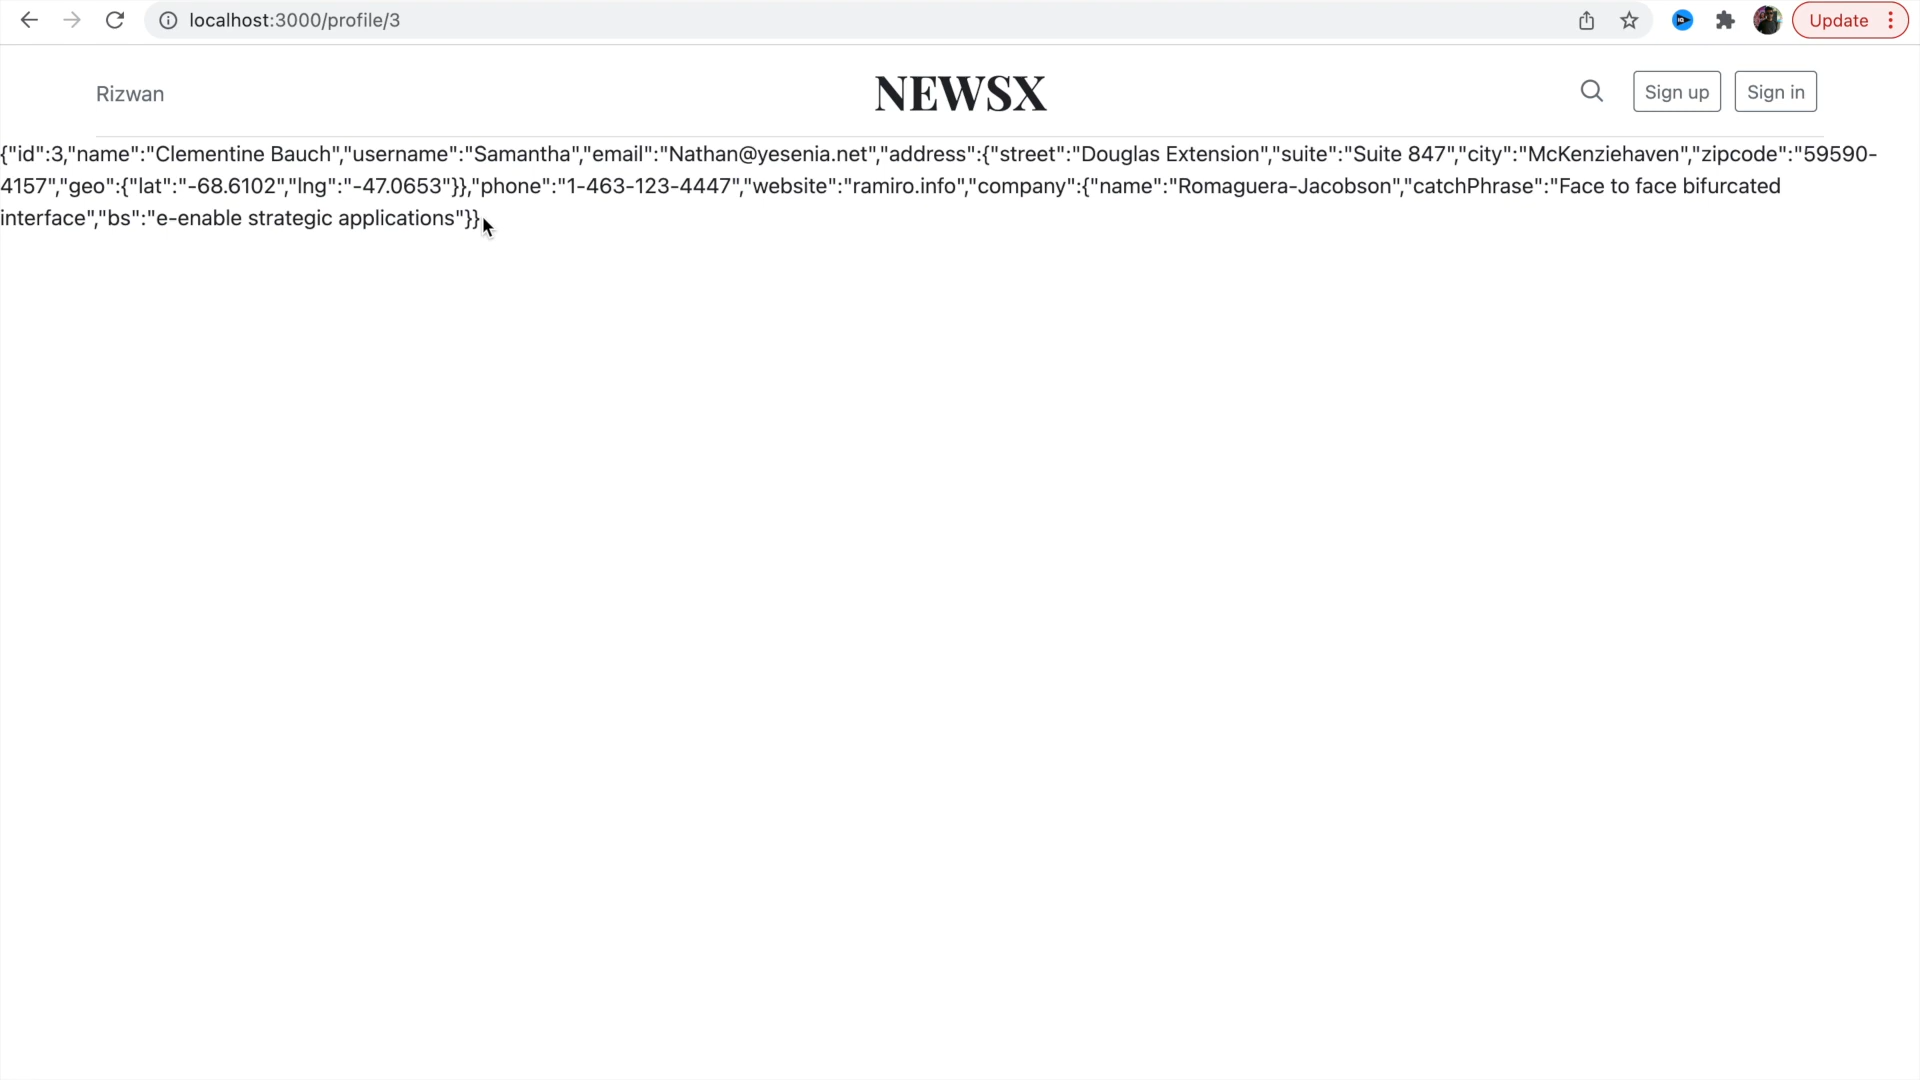 localhost:3000/profile/3
Update
Rizwan
NEWSX
Sign up
Sign in
{"id":3,"name":"Clementine Bauch","username":"Samantha","email":"Nathan@yesenia.net","address":{"street":"Douglas Extension","suite":"Suite 847","city":"McKenziehaven","zipcode":"59590-
4157","geo":{"lat":"-68.6102","lng":"-47.0653"}},"phone":"1-463-123-4447","website":"ramiro.info","company":{"name":"Romaguera-Jacobson","catchPhrase":"Face to face bifurcated
interface","bs":"e-enable strategic applications"}}